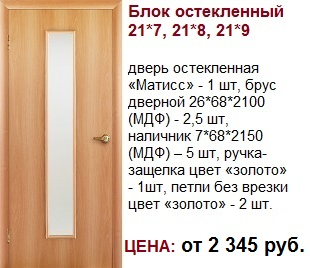 Блок остекленный
21*7, 21*8, 21*9
дверь остекленная
«Матисс» - 1 шт, брус
дверной 26*68*2100
(МДФ) - 2,5 шт,
наличник 7*68*2150
(МДФ) – 5 шт, ручка-
защелка цвет «золото»
- 1шт, петли без врезки
цвет «золото» - 2 шт.
ЦЕНА: от 2 345 руб.